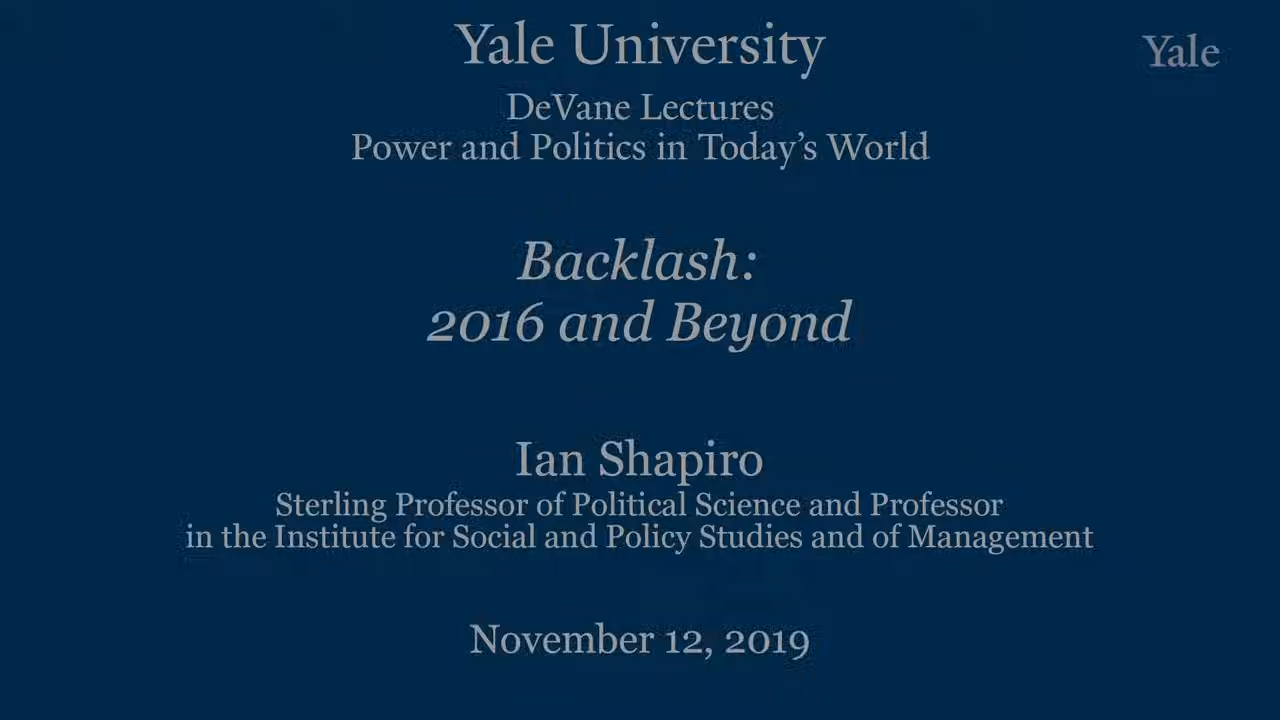 Yale University
Yale
DeVane Lectures
Power and Politics in Today's World
Backlash:
2016 and Beyond
Ian Shapiro
Sterling Professor of Political Science and Professor
in the Institute for Social and Policy Studies and of Management
November 12, 2019